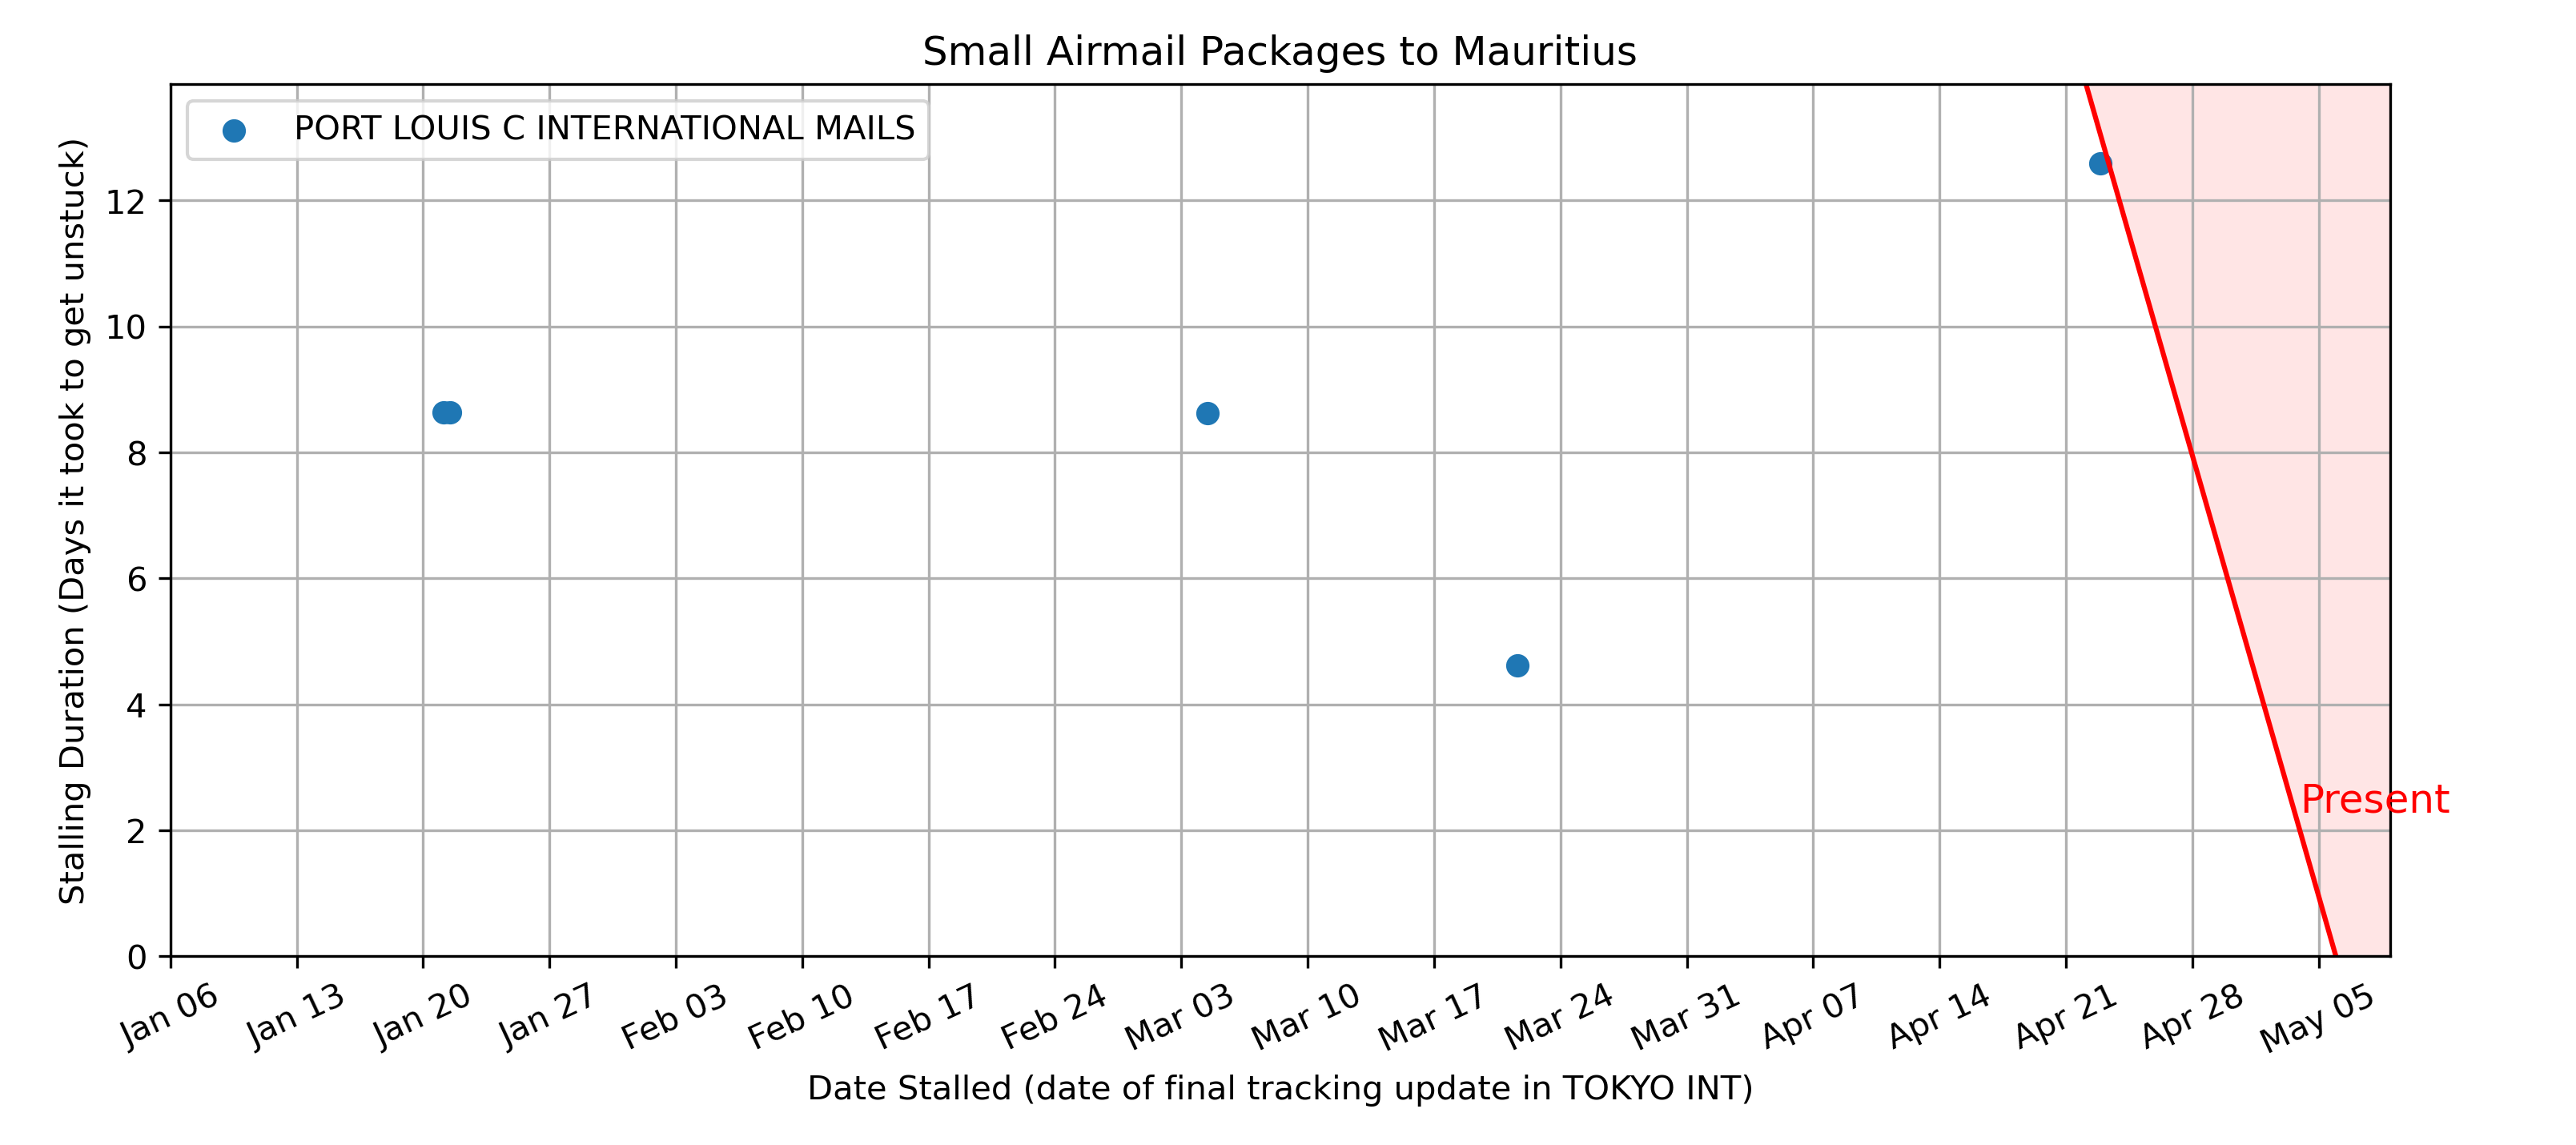 Small Airmail Packages to Mauritius
PORT LOUIS C INTERNATIONAL MAILS
Stalling Duration (Days it took to get unstuck)
12
10
8
6
4
2
0
Present
Jan 06
Jan 13
Jan 20
Jan 27
Feb 03
Feb 10
Feb 17
Feb 24
Mar 03
Mar 10
Mar 17
Mar 24
Mar 31
Apr 07
Apr 14
Apr 21
Apr 28
May 05
Date Stalled (date of final tracking update in TOKYO INT)